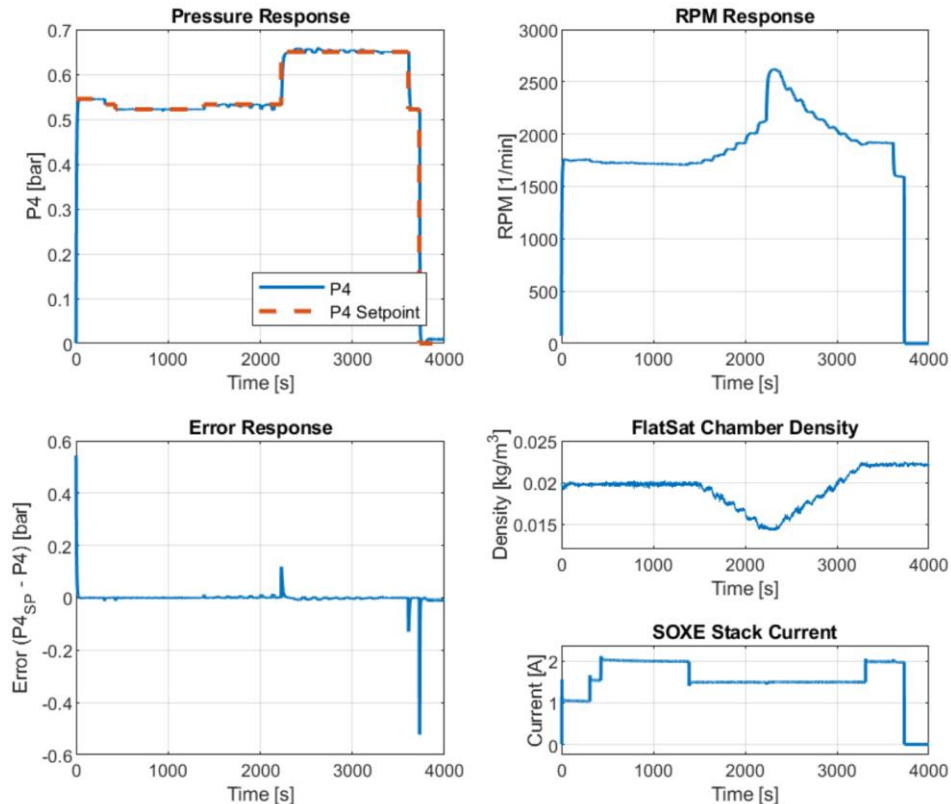 Pressure Response
0.7
0.6
0.5
0.4
0.3
0.2
0.1
0
P4 [bar]
P4
P4 Setpoint
0 1000 2000 3000 4000
Time [s]
RPM Response
3000
2500
2000
1500
1000
500
0
RPM [1/min]
0 1000 2000 3000 4000
Time [s]
Error Response
0.6
0.4
0.2
0
-0.2
-0.4
-0.6
Error (P4SP - P4) [bar]
0 1000 2000 3000 4000
Time [s]
FlatSat Chamber Density
0.025
0.02
0.015
Density [kg/m³]
0 1000 2000 3000 4000
Time [s]
SOXE Stack Current
2
1
0
Current [A]
0 1000 2000 3000 4000
Time [s]